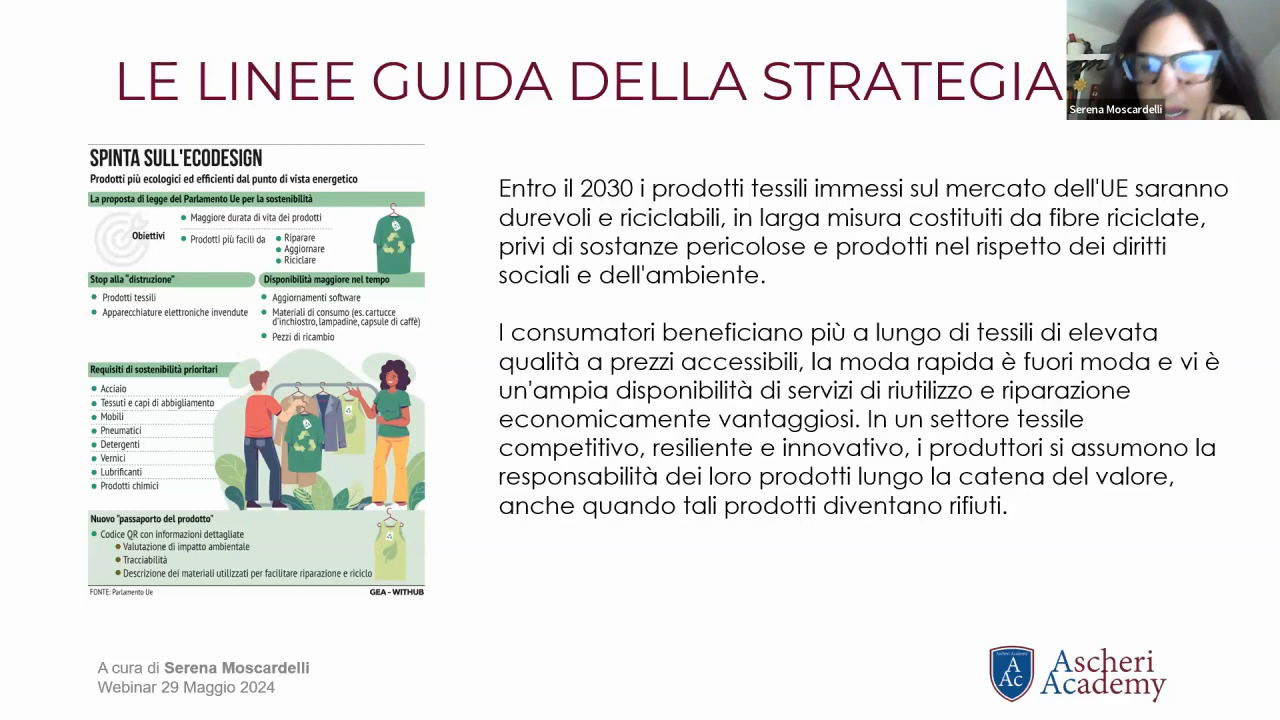 LE LINEE GUIDA DELLA STRATEGIA
Serena Moscardelli
SPINTA SULL'ECODESIGN
Prodotti più ecologici ed efficienti dal punto di vista energetico
La proposta di legge del Parlamento Ue per la sostenibilità
Obiettivi
Maggiore durata di vita dei prodotti
Prodotti più facili da
Riparare
Aggiornare
Riciclare
Stop alla "distruzione"
Prodotti tessili
Apparecchiature elettroniche invendute
Disponibilità maggiore nel tempo
Aggiornamenti software
Materiali di consumo (es. cartucce
d'inchiostro, lampadine, capsule di caffè)
Pezzi di ricambio
Requisiti di sostenibilità prioritari
Acciaio
Tessuti e capi di abbigliamento
Mobili
Pneumatici
Detergenti
Vernici
Lubrificanti
Prodotti chimici
Nuovo "passaporto del prodotto"
Codice QR con informazioni dettagliate
Valutazione di impatto ambientale
Tracciabilità
Descrizione dei materiali utilizzati per facilitare riparazione e riciclo
FONTE: Parlamento Ue
GEA - WITHUB
Entro il 2030 i prodotti tessili immessi sul mercato dell'UE saranno
durevoli e riciclabili, in larga misura costituiti da fibre riciclate,
privi di sostanze pericolose e prodotti nel rispetto dei diritti
sociali e dell'ambiente.
I consumatori beneficiano più a lungo di tessili di elevata
qualità a prezzi accessibili, la moda rapida è fuori moda e vi è
un'ampia disponibilità di servizi di riutilizzo e riparazione
economicamente vantaggiosi. In un settore tessile
competitivo, resiliente e innovativo, i produttori si assumono la
responsabilità dei loro prodotti lungo la catena del valore,
anche quando tali prodotti diventano rifiuti.
A cura di Serena Moscardelli
Webinar 29 Maggio 2024
Ascheri Academy
A
Ac
Ascheri
Academy